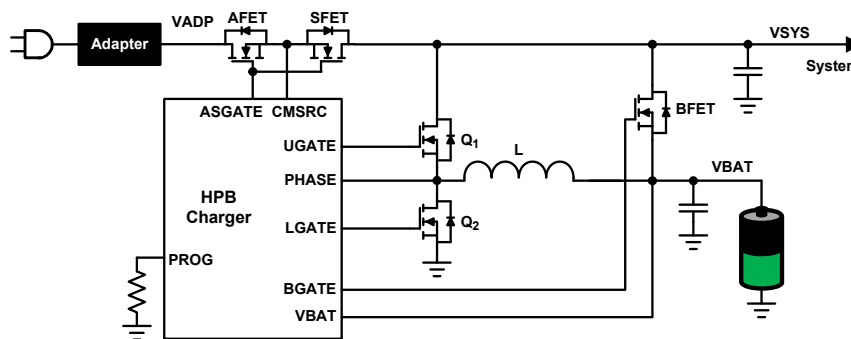 VADP
AFET
SFET
VSYS
Adapter
System
ASGATE
CMSRC
BFET
UGATE
Q1
L
VBAT
PHASE
HPB
Charger
LGATE
Q2
PROG
BGATE
VBAT